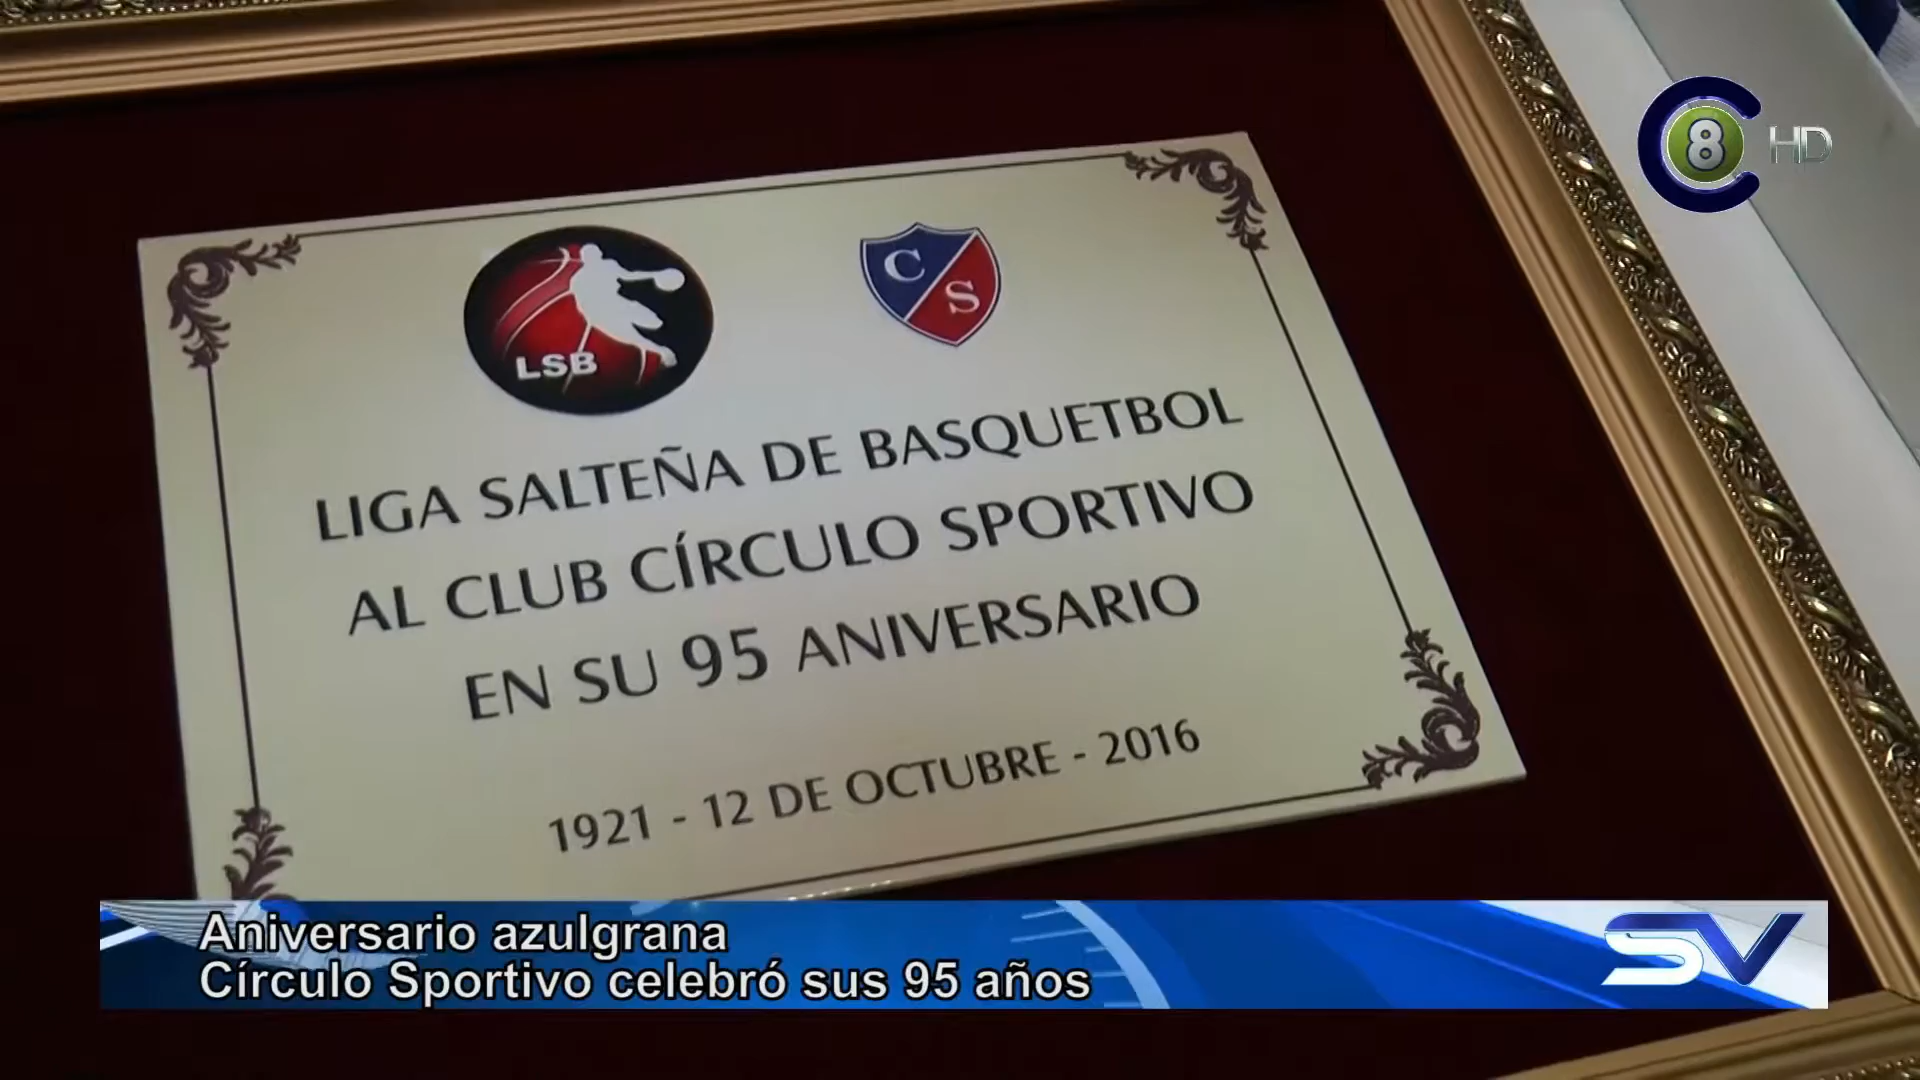 8 HD
LSB
C S
LIGA SALTEÑA DE BASQUETBOL
AL CLUB CÍRCULO SPORTIVO
EN SU 95 ANIVERSARIO
1921 - 12 DE OCTUBRE - 2016
Aniversario azulgrana
Círculo Sportivo celebró sus 95 años
SV